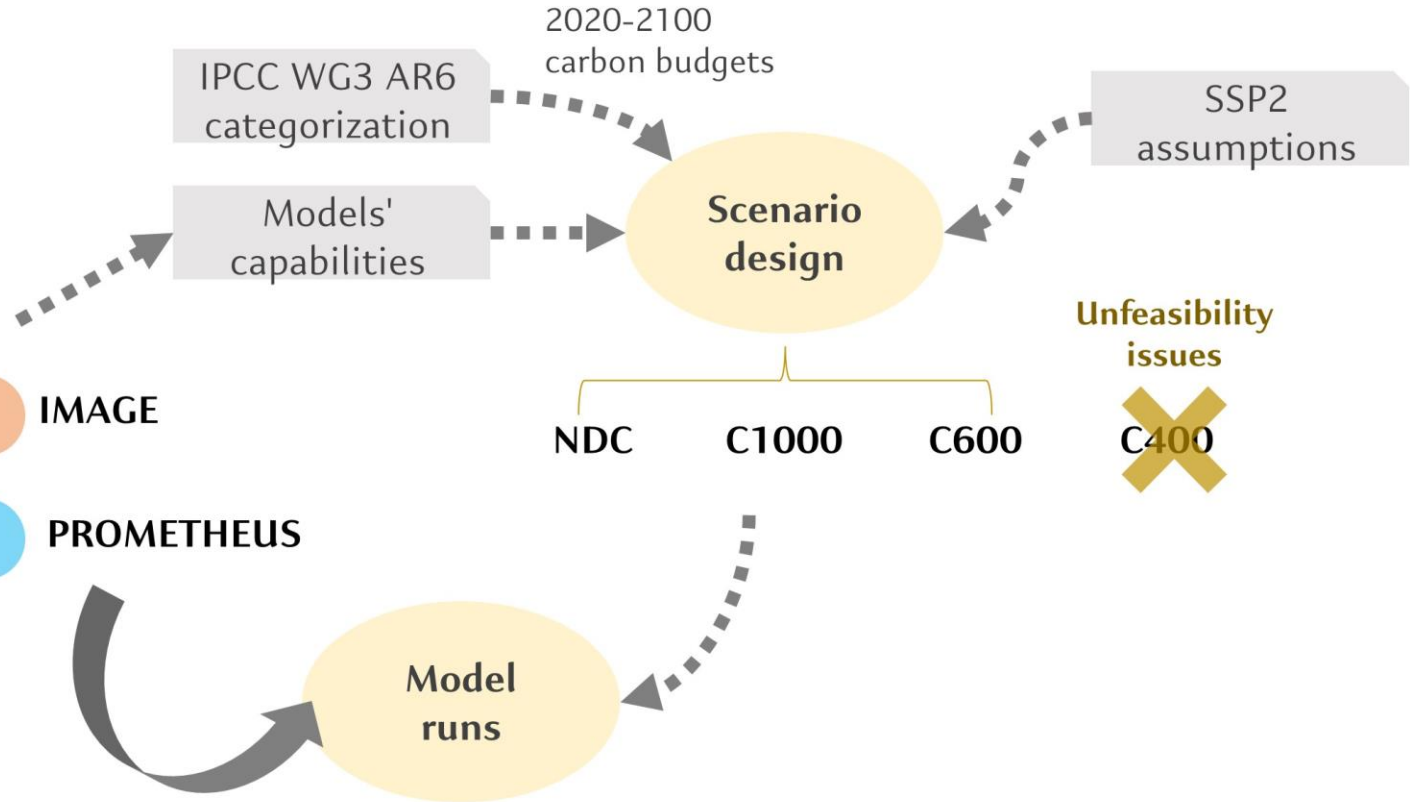 2020-2100
carbon budgets
IPCC WG3 AR6
categorization
SSP2
assumptions
Models'
capabilities
Scenario
design
Unfeasibility
issues
IMAGE
NDC
C1000
C600
C400
PROMETHEUS
Model
runs